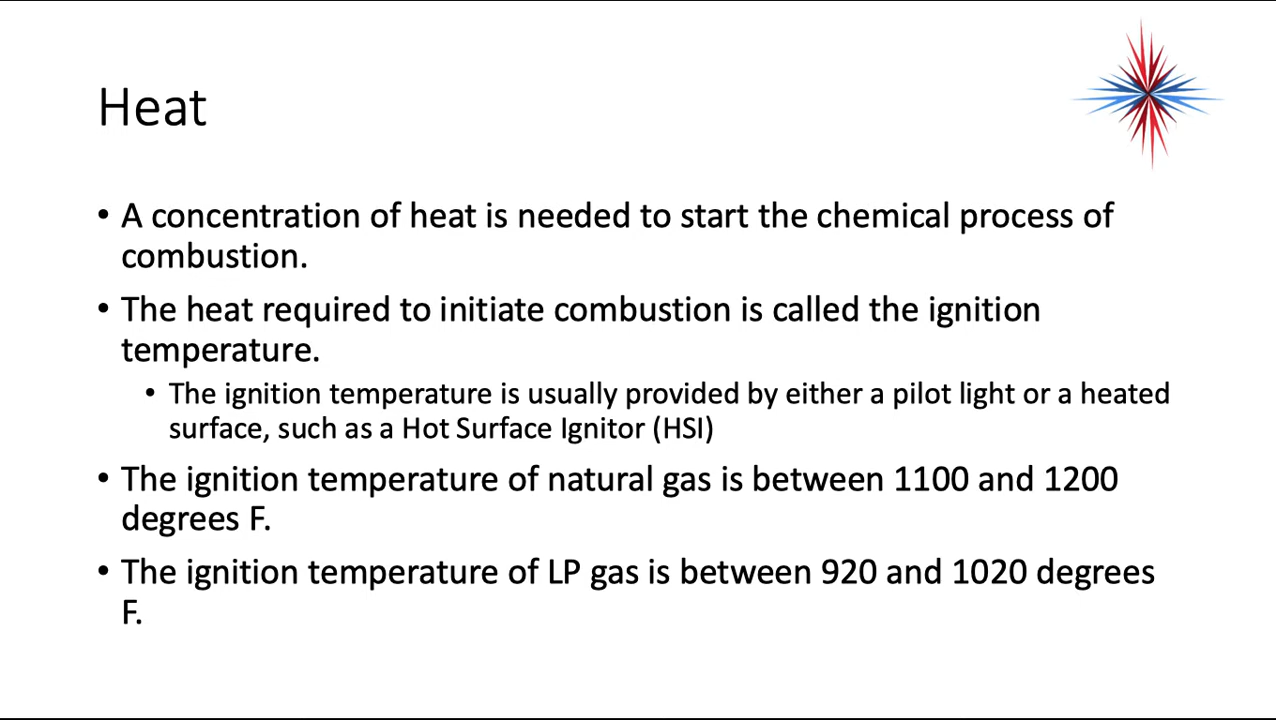 Heat
• A concentration of heat is needed to start the chemical process of
combustion.
• The heat required to initiate combustion is called the ignition
temperature.
• The ignition temperature is usually provided by either a pilot light or a heated
surface, such as a Hot Surface Ignitor (HSI)
• The ignition temperature of natural gas is between 1100 and 1200
degrees F.
• The ignition temperature of LP gas is between 920 and 1020 degrees
F.